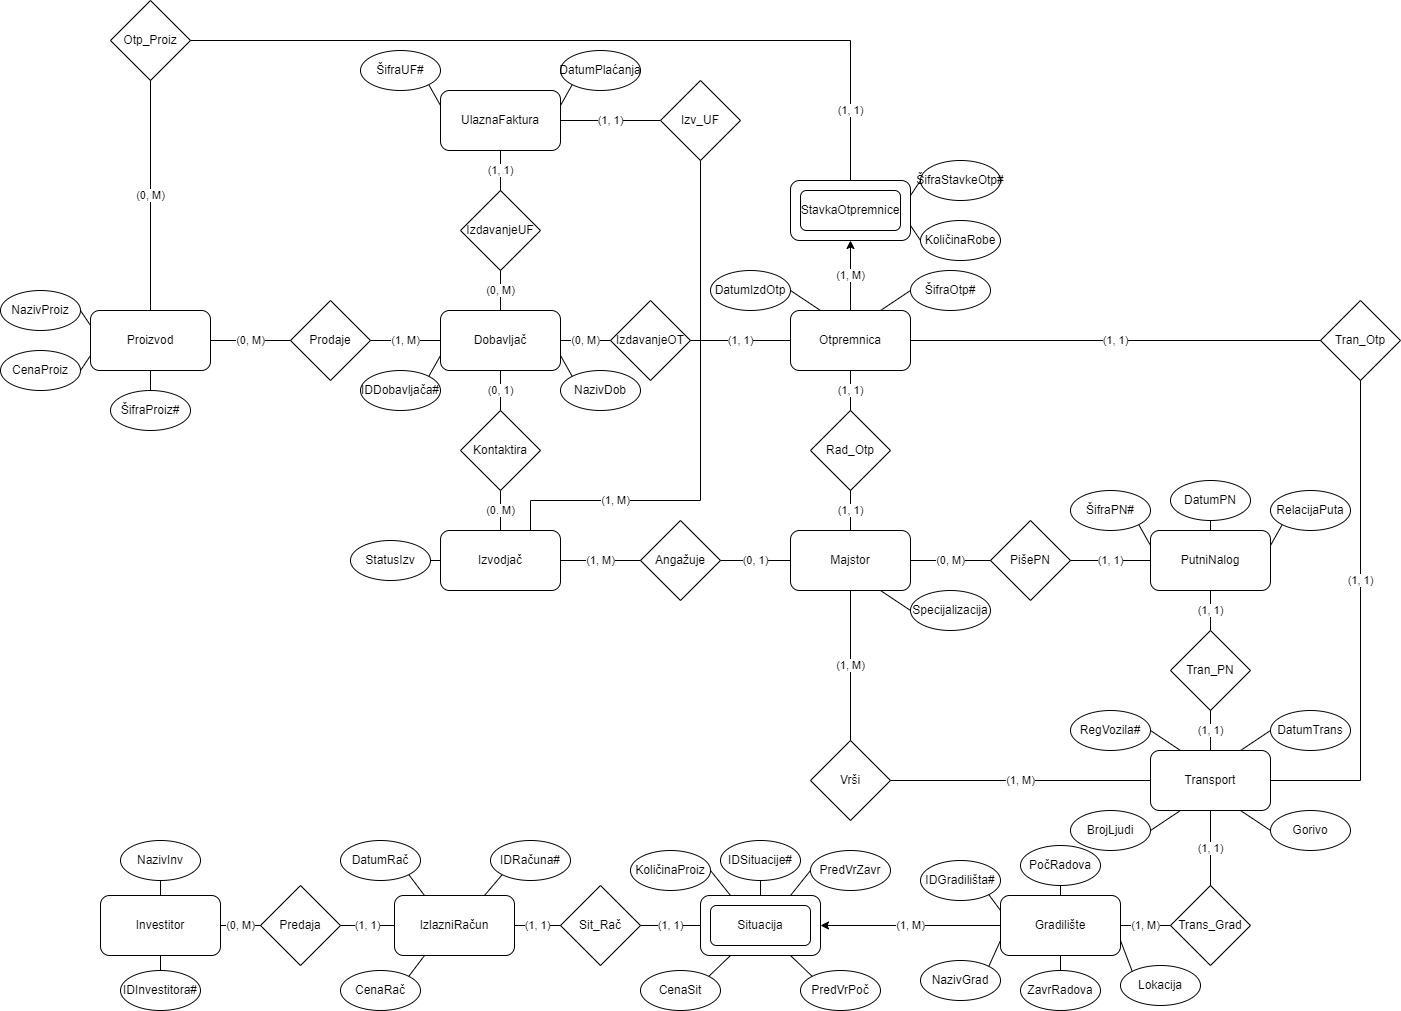 Otp_Proiz
ŠifraUF#
DatumPlaćanja
UlaznaFaktura
(1, 1)
Izv_UF
(1, 1)
(1, 1)
ŠifraStavkeOtp#
(0, M)
StavkaOtpremnice
IzdavanjeUF
KoličinaRobe
(1, M)
(0, M)
DatumIzdOtp
ŠifraOtp#
NazivProiz
Proizvod
(0, M)
Prodaje
(1, M)
Dobavljač
(0, M)
IzdavanjeOT
(1, 1)
Otpremnica
(1, 1)
Tran_Otp
CenaProiz
IDDobavljača#
(0, 1)
NazivDob
(1, 1)
ŠifraProiz#
Kontaktira
Rad_Otp
(1, M)
DatumPN
(0, M)
(1, 1)
ŠifraPN#
RelacijaPuta
StatusIzv
Izvodjač
(1, M)
Angažuje
(0, 1)
Majstor
(0, M)
PišePN
(1, 1)
PutniNalog
(1, 1)
Specijalizacija
(1, 1)
(1, M)
Tran_PN
RegVozila#
(1, 1)
DatumTrans
Vrši
(1, M)
Transport
BrojLjudi
Gorivo
(1, 1)
NazivInv
DatumRač
IDRačuna#
KoličinaProiz
IDSituacije#
PredVrZavr
IDGradilišta#
PočRadova
Investitor
(0, M)
Predaja
(1, 1)
IzlazniRačun
(1, 1)
Sit_Rač
(1, 1)
Situacija
(1, M)
Gradilište
(1, M)
Trans_Grad
IDInvestitora#
CenaRač
CenaSit
PredVrPoč
NazivGrad
ZavrRadova
Lokacija